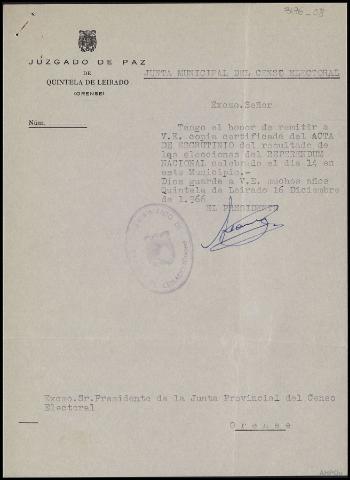 3136_03
JUZGADO DE PAZ
DE
QUINTELA DE LEIRADO
(ORENSE)
JUNTA MUNICIPAL DEL CENSO ELECTORAL
Núm.
Excmo.Señor
Tengo el honor de remitir a
V.E. copia certificada del ACTA
DE ESCRUTINIO del resultado de
las elecciones del REFERENDUM
NACIONAL celebrado el dia 14 en
este Municipio.-
Dios guarde a V.E. muchos años
Quintela de Leirado 16 Diciembre
de 1.966
EL PRESIDENTE
Excmo.Sr.Presidente de la Junta Provincial del Censo
Electoral
Orense
AHPOu